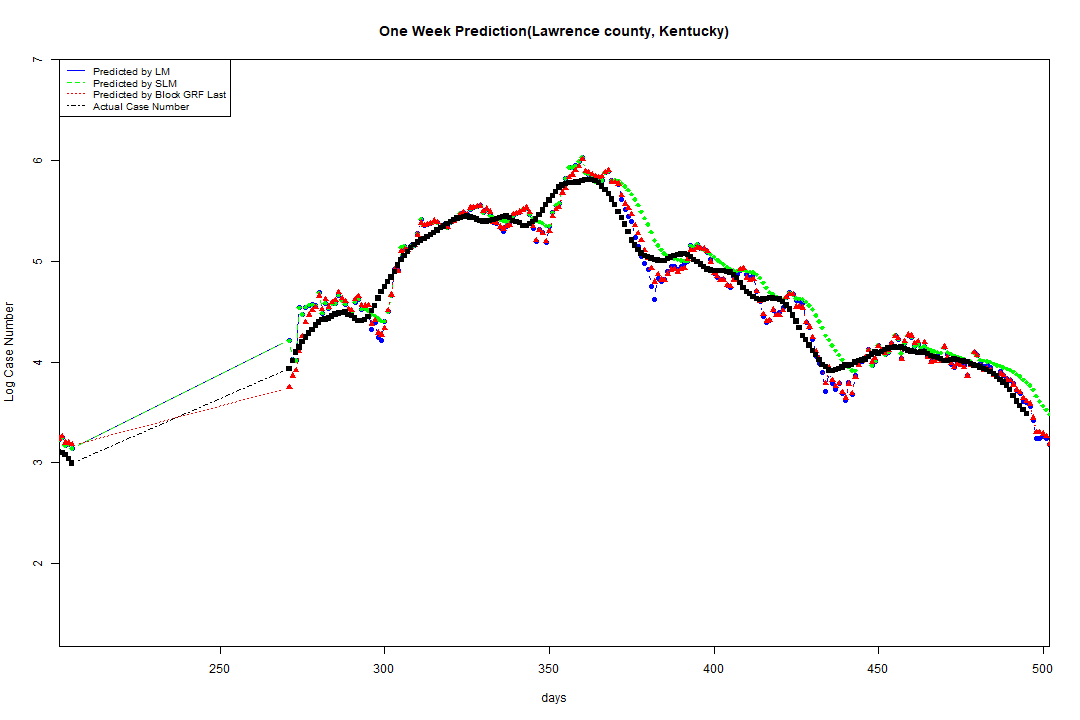 One Week Prediction(Lawrence county, Kentucky)
Predicted by LM
Predicted by SLM
Predicted by Block GRF Last
Actual Case Number
7
6
5
4
3
2
Log Case Number
250 300 350 400 450 500
days